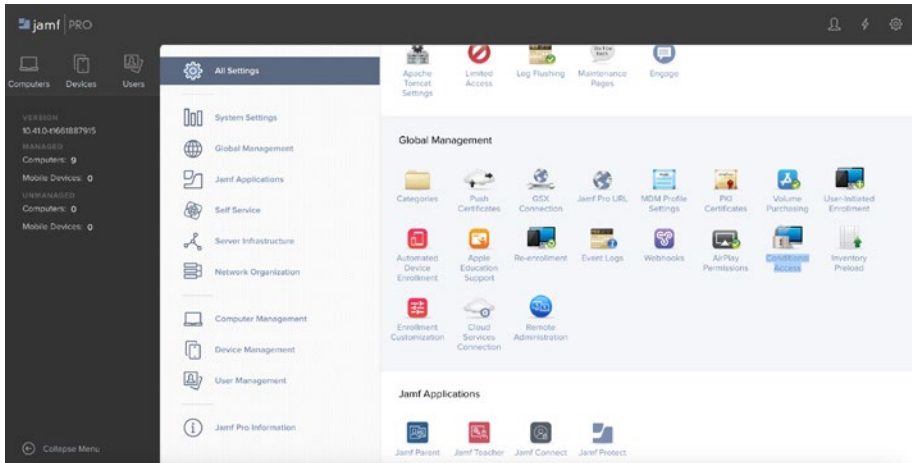 jamf PRO
Computers
Devices
Users
VERSION
10.41.0-t1661887915
MANAGED
Computers: 9
Mobile Devices: 0
UNMANAGED
Computers: 0
Mobile Devices: 0
Collapse Menu
All Settings
System Settings
Global Management
Jamf Applications
Self Service
Server Infrastructure
Network Organization
Computer Management
Device Management
User Management
Jamf Pro Information
Apache
Tomcat
Settings
Limited
Access
Log Flushing
Maintenance
Pages
Engage
Global Management
Categories
Push
Certificates
GSX
Connection
Jamf Pro URL
MDM Profile
Settings
PKI
Certificates
Volume
Purchasing
User-Initiated
Enrollment
Automated
Device
Enrollment
Apple
Education
Support
Re-enrollment
Event Logs
Webhooks
AirPlay
Permissions
Conditional
Access
Inventory
Preload
Enrollment
Customization
Cloud
Services
Connection
Remote
Administration
Jamf Applications
Jamf Parent
Jamf Teacher
Jamf Connect
Jamf Protect